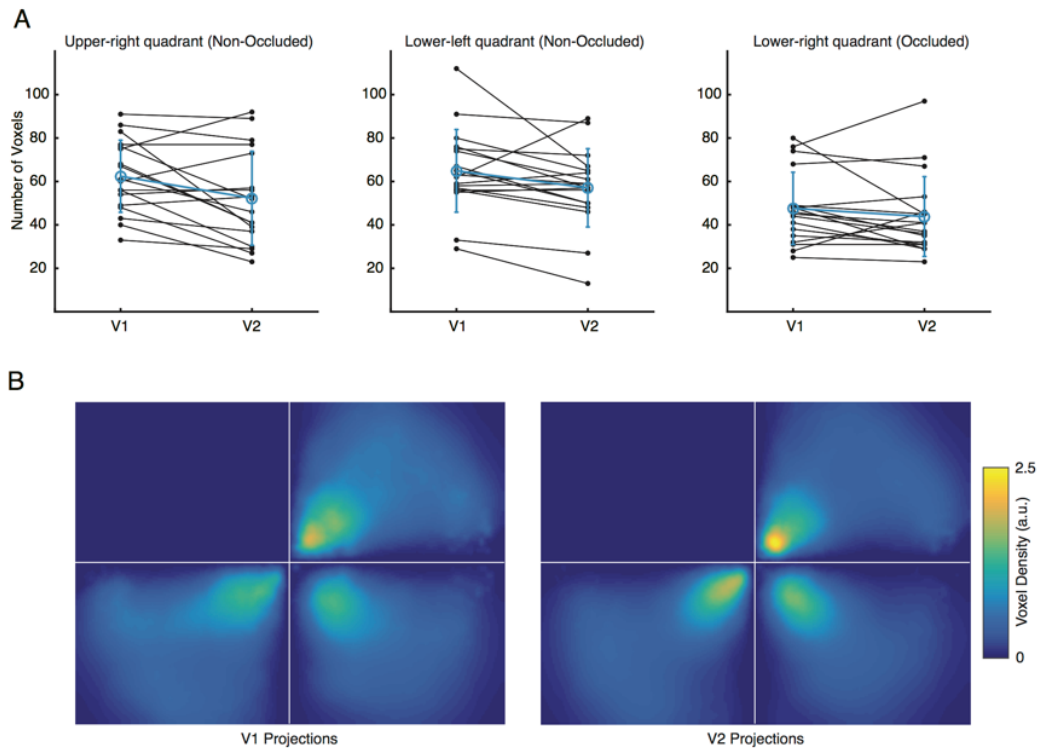 A
Upper-right quadrant (Non-Occluded)
Lower-left quadrant (Non-Occluded)
Lower-right quadrant (Occluded)
Number of Voxels
100
80
60
40
20
V1
V2
100
80
60
40
20
V1
V2
100
80
60
40
20
V1
V2
B
2.5
Voxel Density (a.u.)
0
V1 Projections
V2 Projections